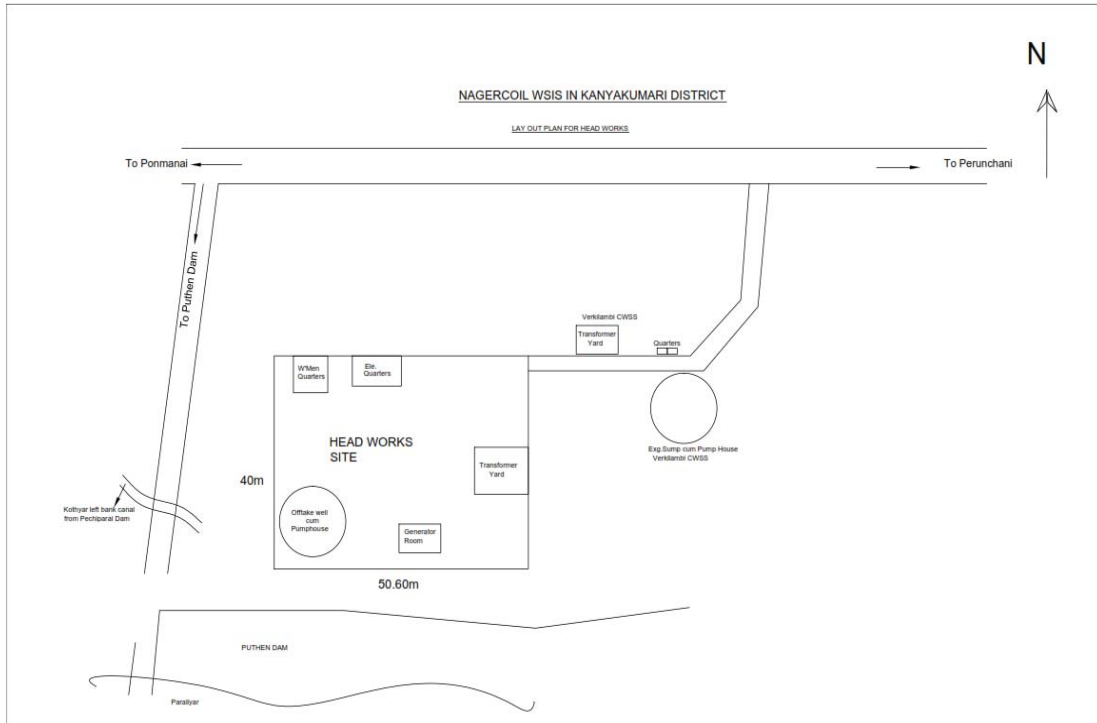 N
NAGERCOIL WSIS IN KANYAKUMARI DISTRICT
LAY OUT PLAN FOR HEAD WORKS
To Ponmanai
To Perunchani
To Puthen Dam
Verkilambi CWSS
Transformer
Yard
Quarters
W'Men
Quarters
Ele.
Quarters
HEAD WORKS
SITE
Exg.Sump cum Pump House
Verkilambi CWSS
Transformer
Yard
40m
Kothyar left bank canal
from Pechiparai Dam
Offtake well
cum
Pumphouse
Generator
Room
50.60m
PUTHEN DAM
Paraliyar